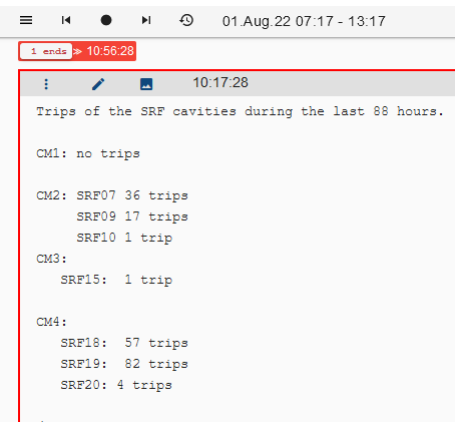 01.Aug.22 07:17 - 13:17
1 ends » 10:56:28
10:17:28
Trips of the SRF cavities during the last 88 hours.
CM1: no trips
CM2: SRF07 36 trips
SRF09 17 trips
SRF10 1 trip
CM3:
SRF15: 1 trip
CM4:
SRF18: 57 trips
SRF19: 82 trips
SRF20: 4 trips